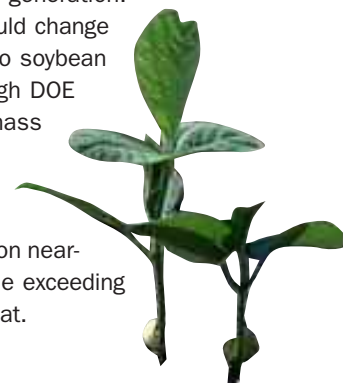 generation.
uld change
o soybean
gh DOE
mass
on near-
e exceeding
at.